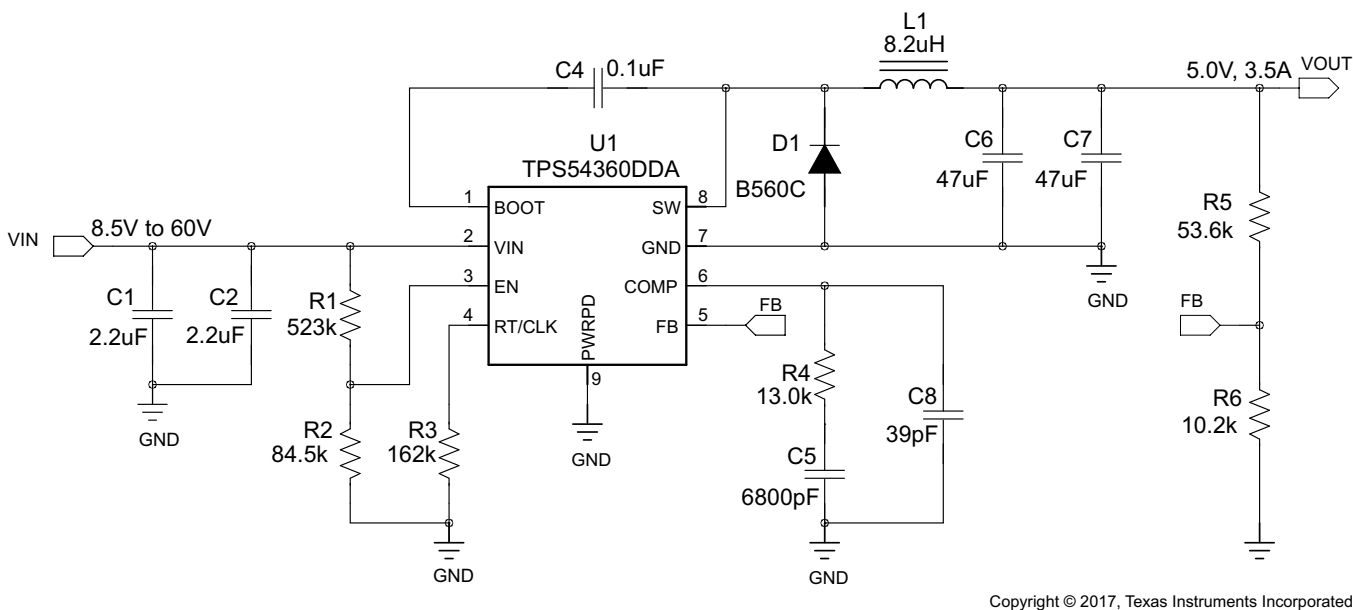 L1
8.2uH
C4
0.1uF
5.0V, 3.5A
VOUT
U1
TPS54360DDA
D1
B560C
C6
47uF
C7
47uF
R5
53.6k
1
BOOT
SW
8
VIN
8.5V to 60V
2
VIN
GND
7
3
EN
COMP
6
4
RT/CLK
FB
5
FB
PWRPD
9
GND
FB
C1
2.2uF
C2
2.2uF
R1
523k
GND
R4
13.0k
C8
39pF
R6
10.2k
GND
R2
84.5k
R3
162k
GND
C5
6800pF
GND
GND
Copyright © 2017, Texas Instruments Incorporated